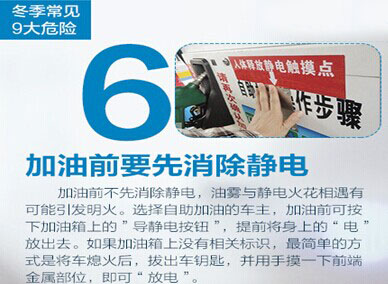 冬季常见
9大危险
6
人体释放静电触摸点
请再次确认
自助 操作步骤
加油前要先消除静电
加油前不先消除静电，油雾与静电火花相遇有
可能引发明火。选择自助加油的车主，加油前可按
下加油箱上的“导静电按钮”，提前将身上的“电”
放出去。如果加油箱上没有相关标识，最简单的方
式是将车熄火后，拔出车钥匙，并用手摸一下前端
金属部位，即可“放电”。